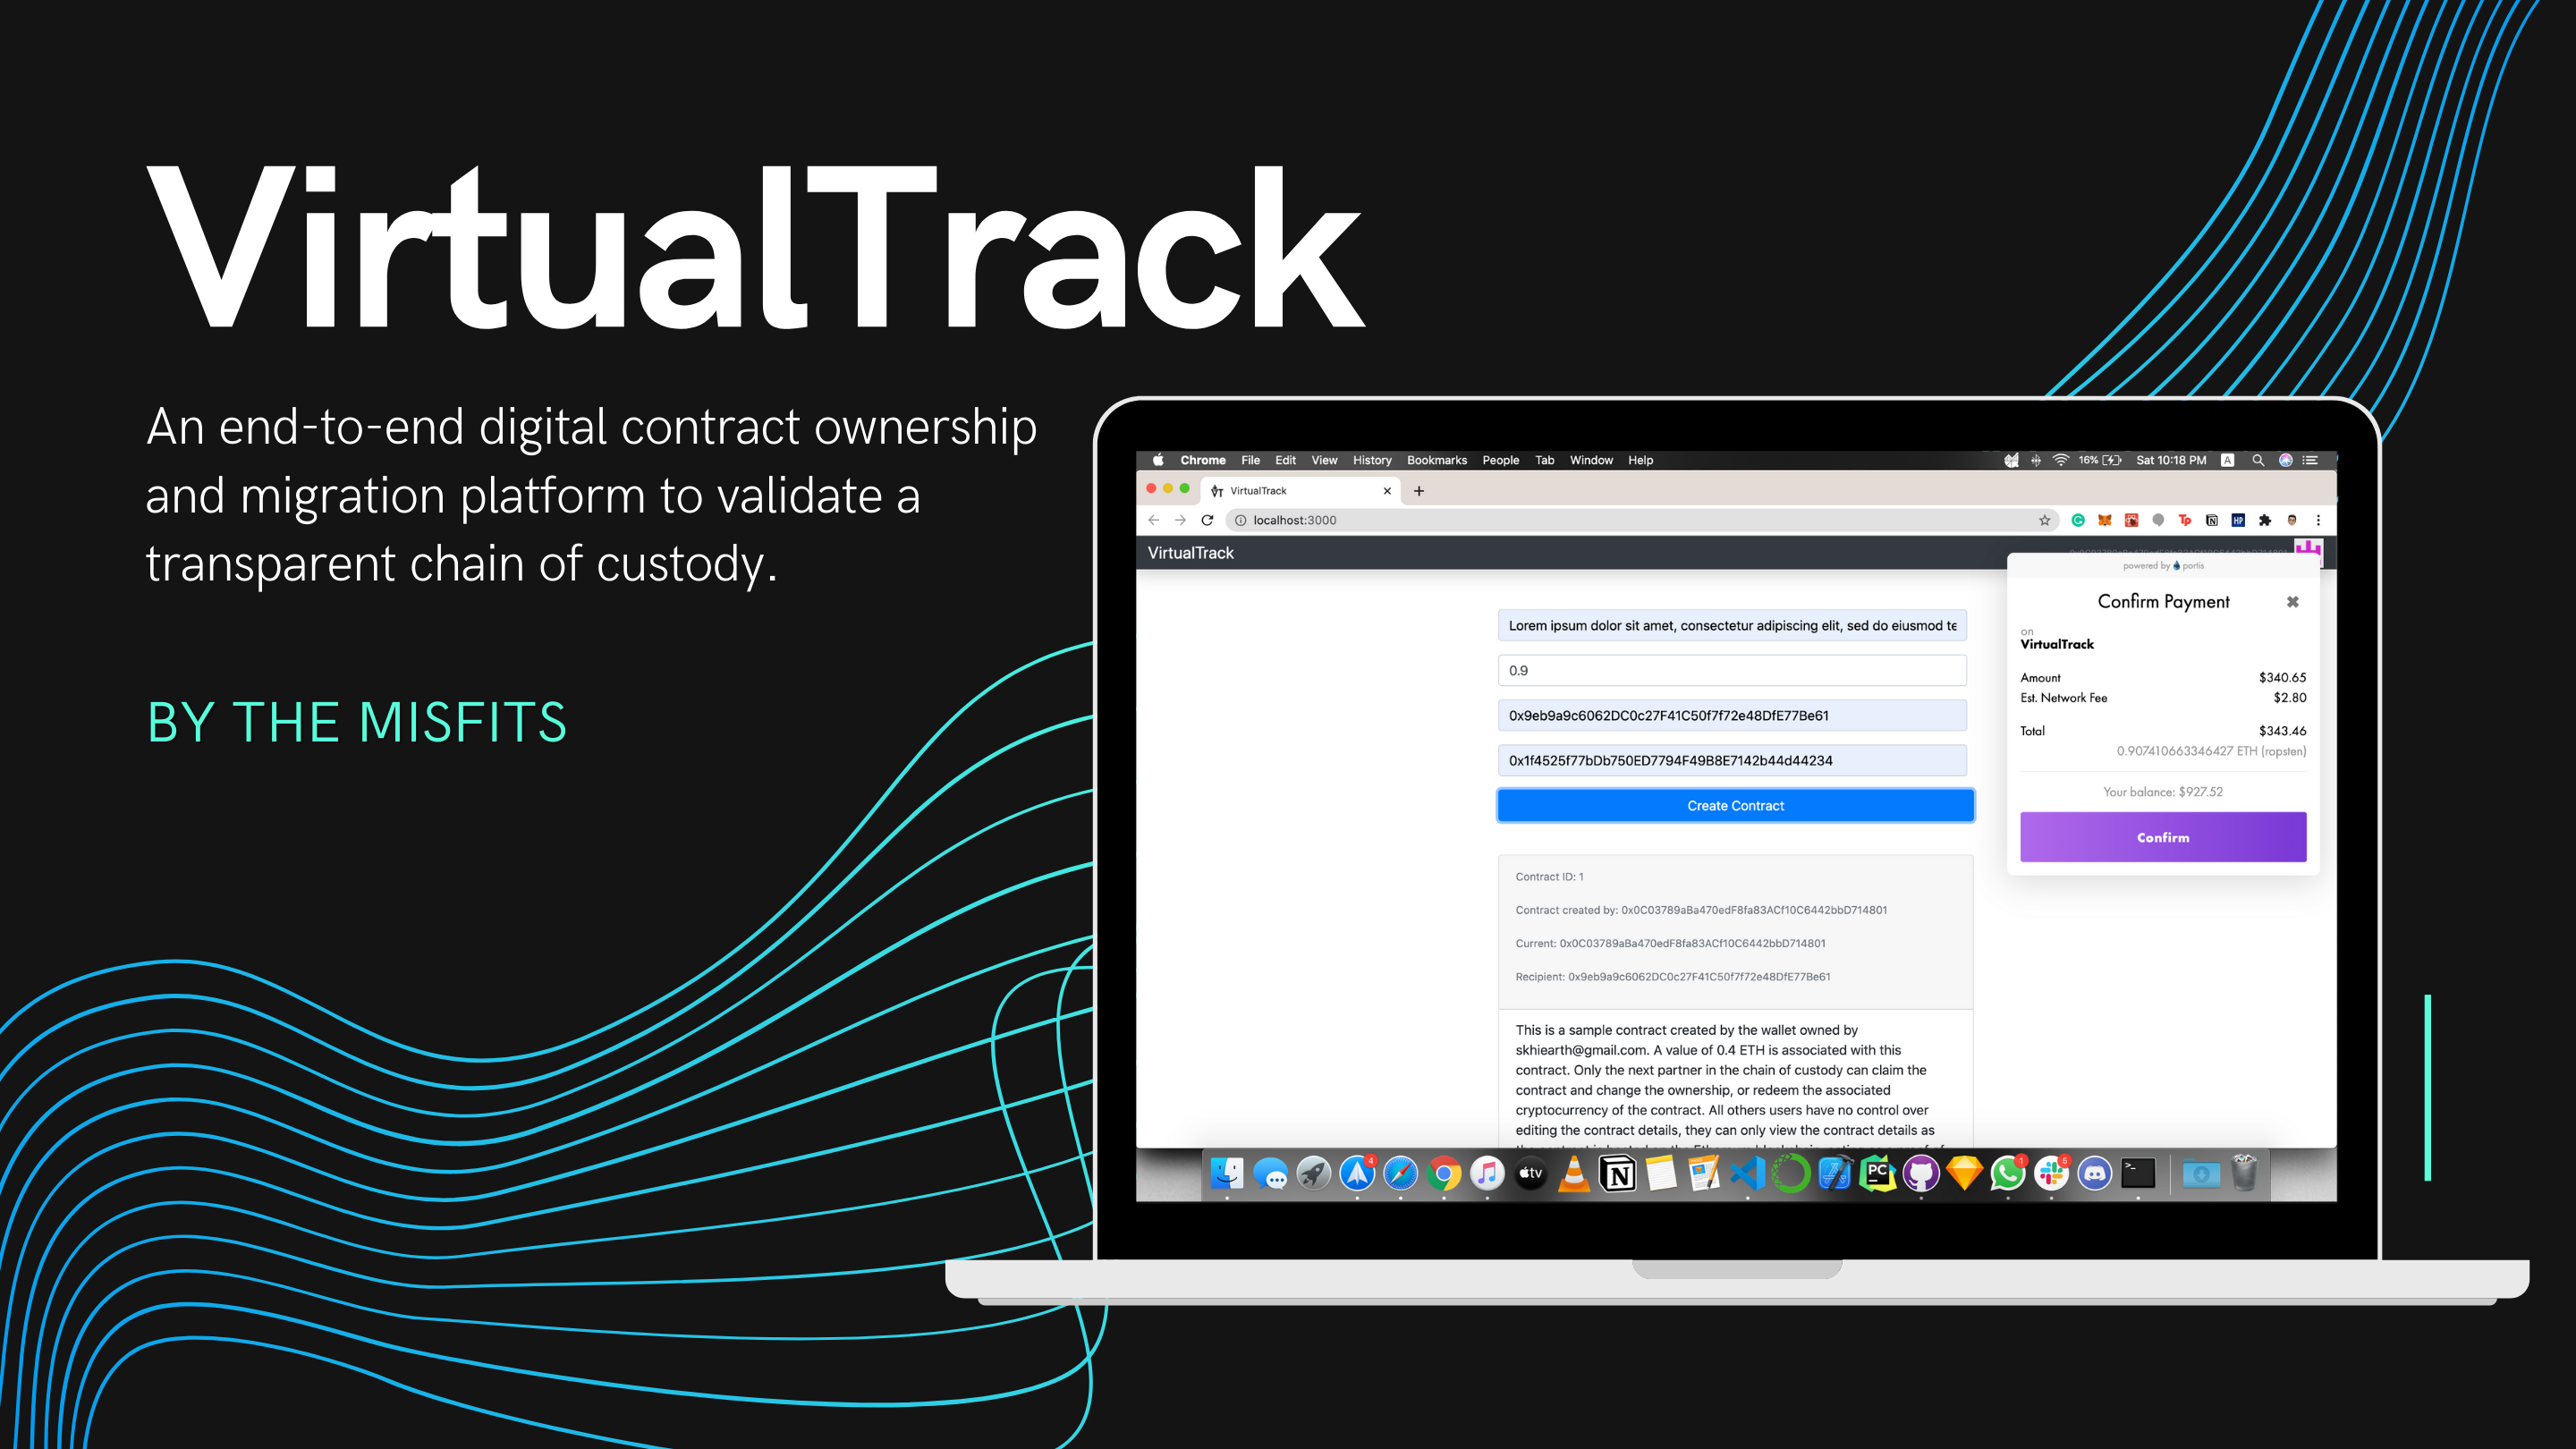 VirtualTrack
An end-to-end digital contract ownership
and migration platform to validate a
transparent chain of custody.
BY THE MISFITS
Chrome File Edit View History Bookmarks People Tab Window Help
16% Sat 10:18 PM A
VirtualTrack
localhost:3000
VirtualTrack
Lorem ipsum dolor sit amet, consectetur adipiscing elit, sed do eiusmod te
0.9
0x9eb9a9c6062DC0c27F41C50f7f72e48DfE77Be61
0x1f4525f77bDb750ED7794F49B8E7142b44d44234
Create Contract
Contract ID: 1
Contract created by: 0x0C03789aBa470edF8fa83ACf10C6442bbD714801
Current: 0x0C03789aBa470edF8fa83ACf10C6442bbD714801
Recipient: 0x9eb9a9c6062DC0c27F41C50f7f72e48DfE77Be61
This is a sample contract created by the wallet owned by
skhiearth@gmail.com. A value of 0.4 ETH is associated with this
contract. Only the next partner in the chain of custody can claim the
contract and change the ownership, or redeem the associated
cryptocurrency of the contract. All others users have no control over
editing the contract details, they can only view the contract details as
powered by portis
Confirm Payment
on
VirtualTrack
Amount $340.65
Est. Network Fee $2.80
Total $343.46
0.907410663346427 ETH (ropsten)
Your balance: $927.52
Confirm
4
tv
PC
1
5